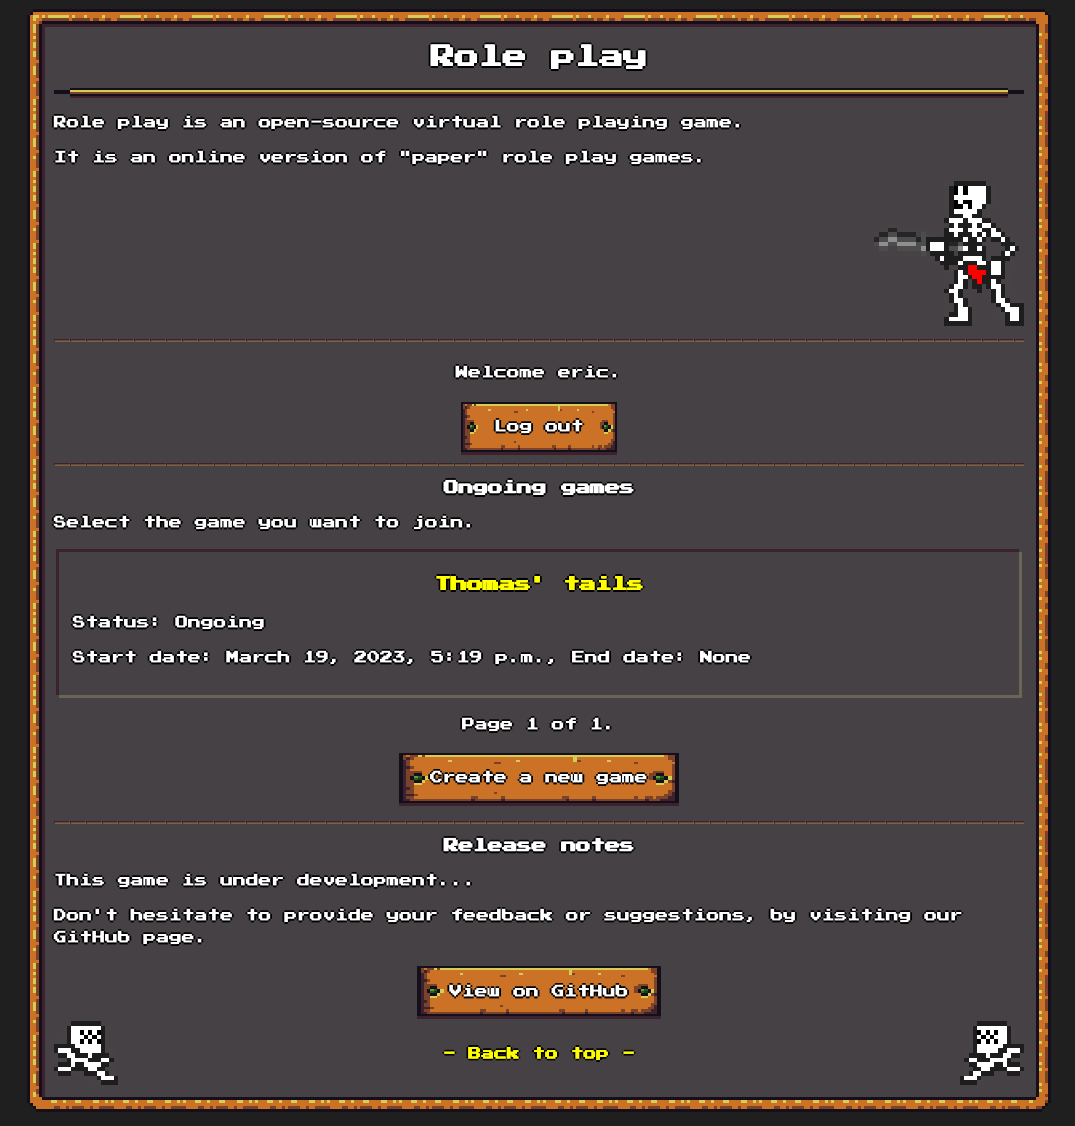 Role play
Role play is an open-source virtual role playing game.
It is an online version of "paper" role play games.
Welcome eric.
Log out
Ongoing games
Select the game you want to join.
Thomas' tails
Status: Ongoing
Start date: March 19, 2023, 5:19 p.m., End date: None
Page 1 of 1.
Create a new game
Release notes
This game is under development...
Don't hesitate to provide your feedback or suggestions, by visiting our
GitHub page.
View on GitHub
- Back to top -